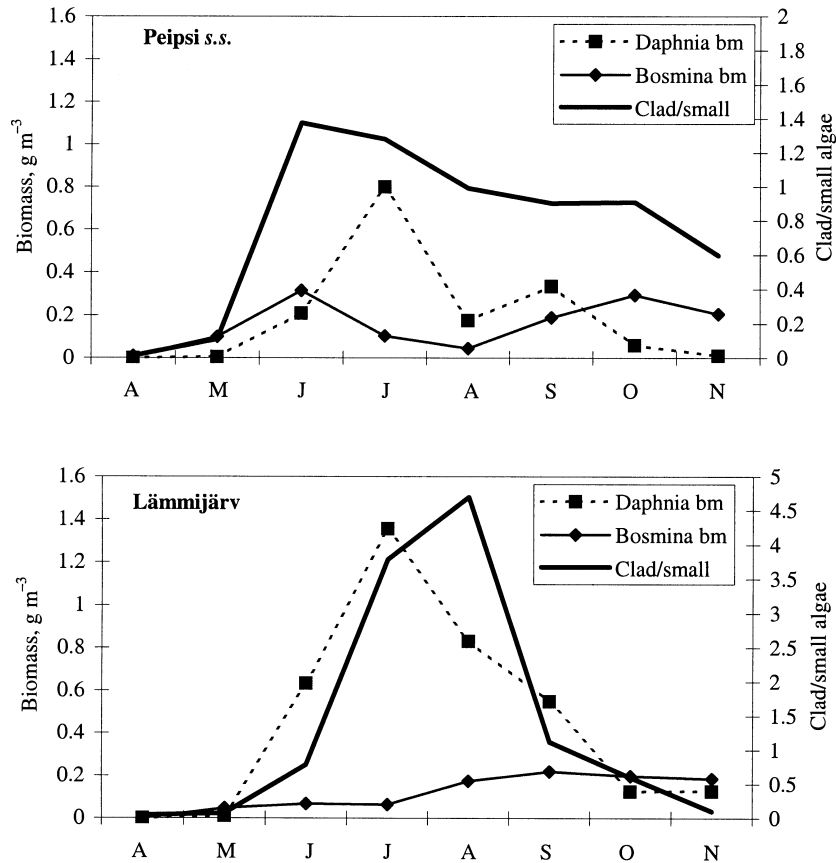 Peipsi s.s.
Daphnia bm
Bosmina bm
Clad/small
Biomass, g m⁻³
1.6
1.4
1.2
1
0.8
0.6
0.4
0.2
0
2
1.8
1.6
1.4
1.2
1
0.8
0.6
0.4
0.2
0
Clad/small algae
A M J J A S O N
Lämmijärv
Daphnia bm
Bosmina bm
Clad/small
Biomass, g m⁻³
1.6
1.4
1.2
1
0.8
0.6
0.4
0.2
0
5
4.5
4
3.5
3
2.5
2
1.5
1
0.5
0
Clad/small algae
A M J J A S O N